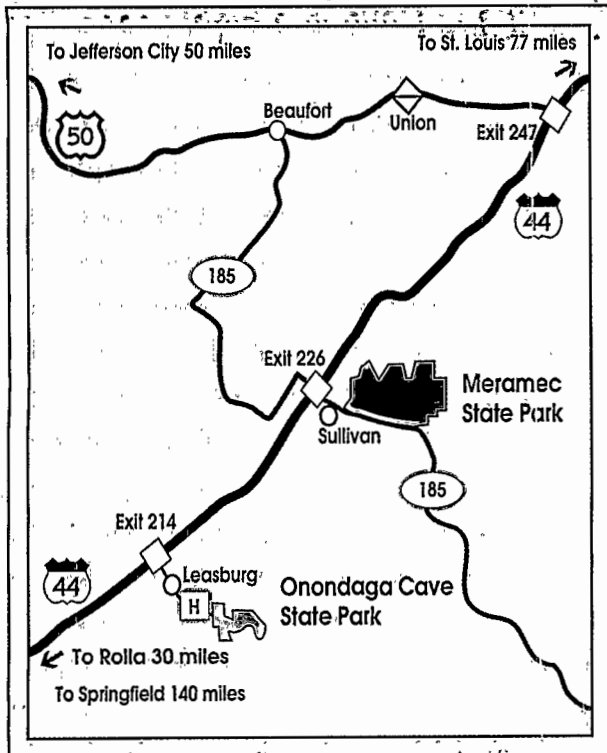 To Jefferson City 50 miles
To St. Louis 77 miles
50
Beaufort
Union
Exit 247
44
185
Exit 226
Meramec
State Park
Sullivan
185
Exit 214
44
Leasburg
H
Onondaga Cave
State Park
To Rolla 30 miles
To Springfield 140 miles